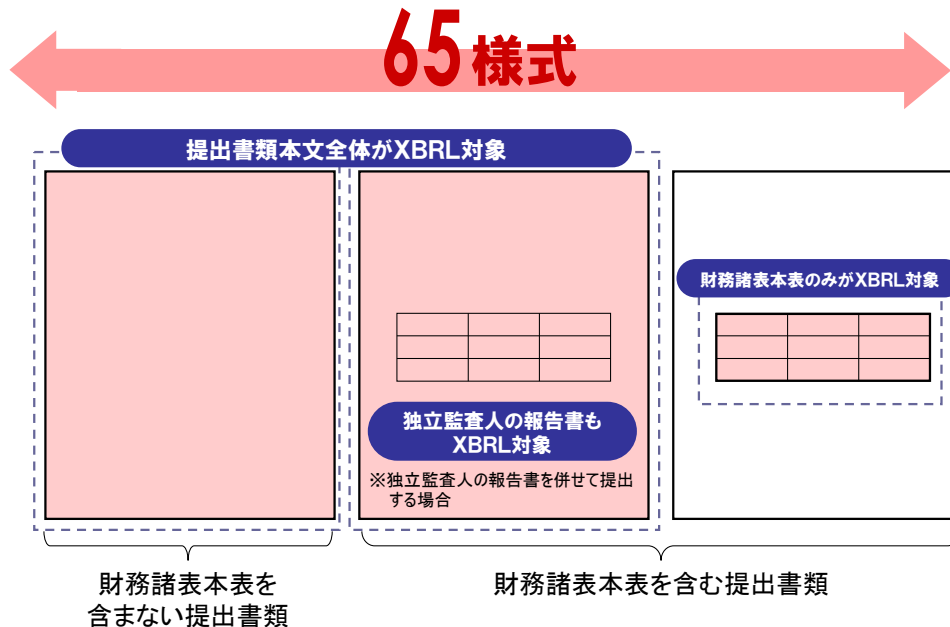 65様式
提出書類本文全体がXBRL対象
財務諸表本表のみがXBRL対象
独立監査人の報告書も
XBRL対象
※独立監査人の報告書を併せて提出
する場合
財務諸表本表を
含まない提出書類
財務諸表本表を含む提出書類